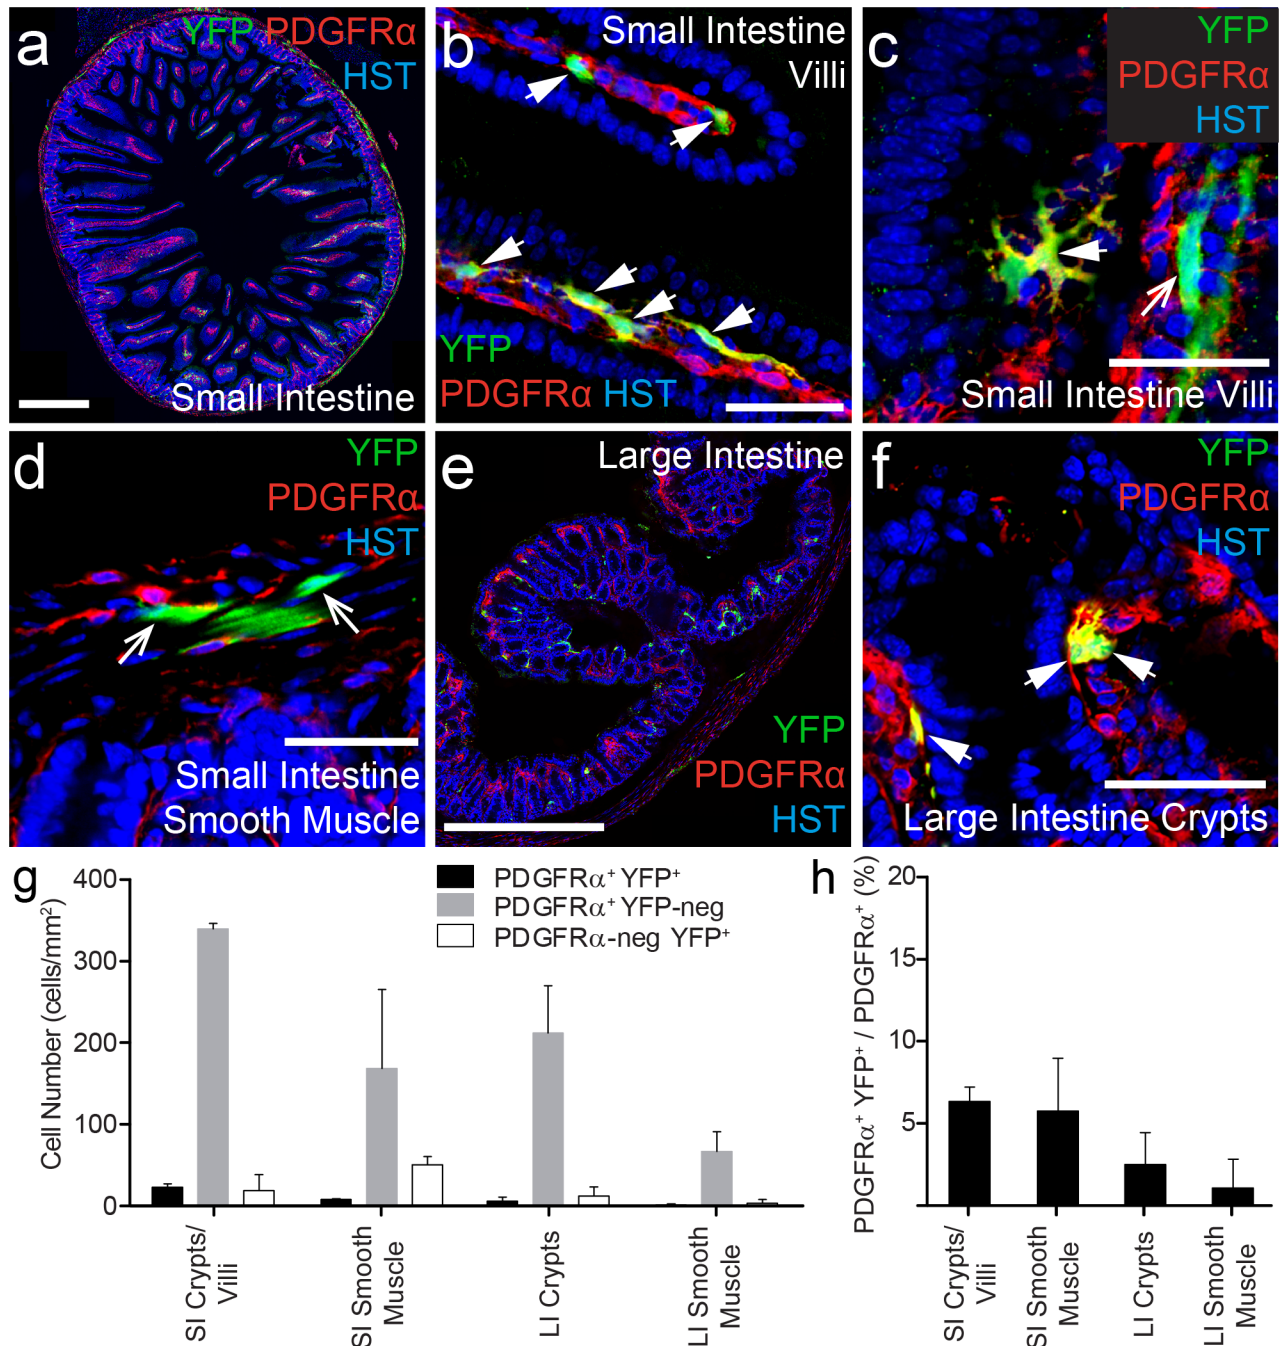 a
YFP PDGFRα
HST
Small Intestine
b
Small Intestine
Villi
YFP
PDGFRα HST
c
YFP
PDGFRα
HST
Small Intestine Villi
d
YFP
PDGFRα
HST
Small Intestine
Smooth Muscle
e
Large Intestine
YFP
PDGFRα
HST
f
YFP
PDGFRα
HST
Large Intestine Crypts
g
Cell Number (cells/mm²)
400
300
200
100
0
PDGFRα⁺ YFP⁺
PDGFRα⁺ YFP-neg
PDGFRα-neg YFP⁺
SI Crypts/
Villi
SI Smooth
Muscle
LI Crypts
LI Smooth
Muscle
h
PDGFRα⁺ YFP⁺ / PDGFRα⁺ (%)
20
15
10
5
SI Crypts/
Villi
SI Smooth
Muscle
LI Crypts
LI Smooth
Muscle